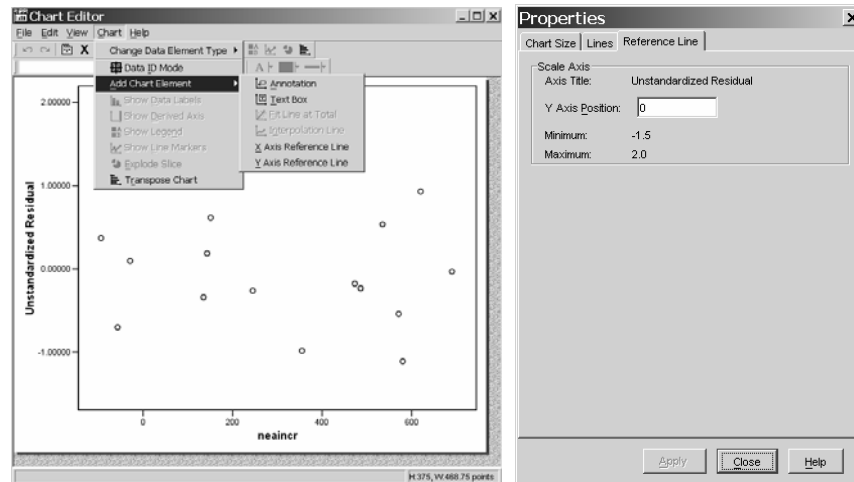 Chart Editor
File Edit View Chart Help
X
Change Data Element Type
Data ID Mode
Add Chart Element
Show Data Labels
Show Derived Axis
Show Legend
Show Line Markers
Explode Slice
Transpose Chart
A
Annotation
Text Box
Fit Line at Total
Interpolation Line
X Axis Reference Line
Y Axis Reference Line
2.00000
1.00000
0.00000
-1.00000
Unstandardized Residual
0 200 400 600
neaincr
H:375, W:468.75 points
Properties
Chart Size Lines Reference Line
Scale Axis
Axis Title: Unstandardized Residual
Y Axis Position: 0
Minimum: -1.5
Maximum: 2.0
Apply Close Help